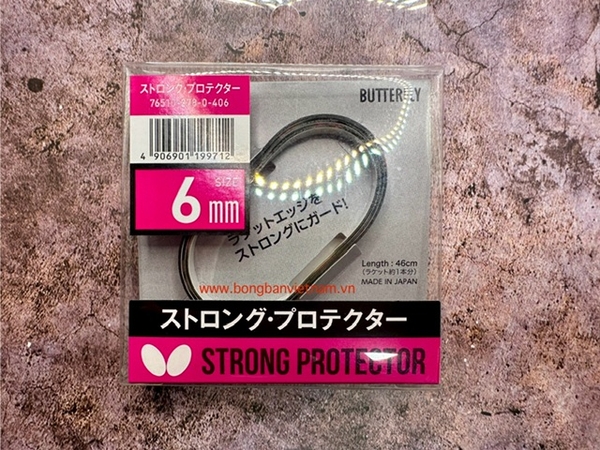 ストロング・プロテクター
BUTTERFLY
4 906901 199712
SIZE
6 mm
ラケットエッジを
ストロングにガード!
Length : 46cm
(ラケット約1本分)
MADE IN JAPAN
www.bongbanvietnam.vn
ストロング・プロテクター
STRONG PROTECTOR